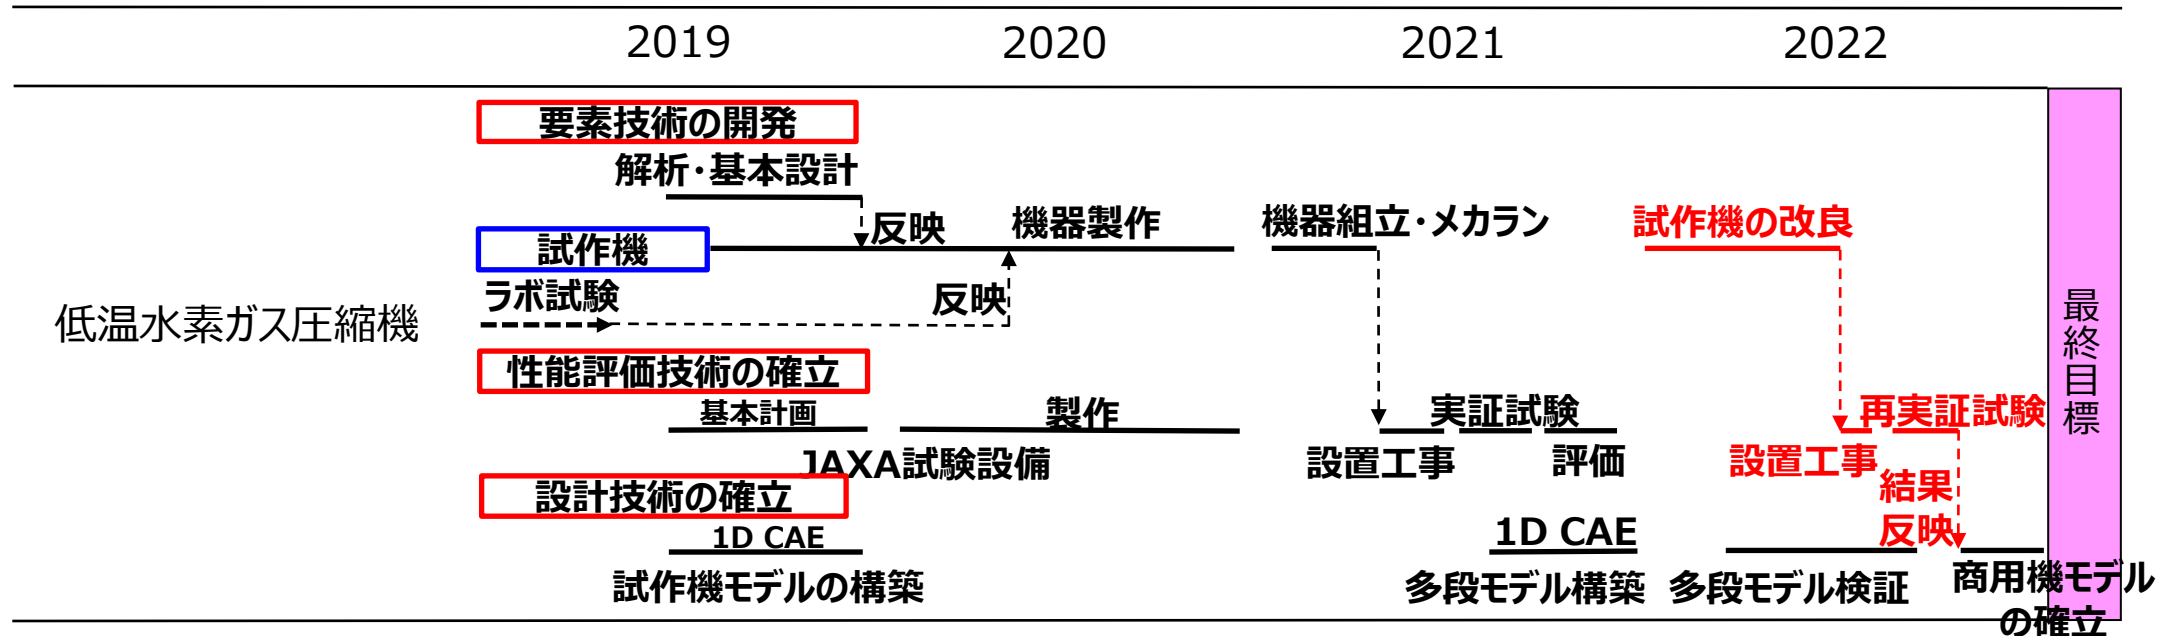 2019 2020 2021 2022
要素技術の開発
解析・基本設計
反映 機器製作 機器組立・メカラン 試作機の改良
試作機
ラボ試験 反映
低温水素ガス圧縮機
最終目標
性能評価技術の確立
基本計画 製作 実証試験 再実証試験
JAXA試験設備 設置工事 評価 設置工事
結果
反映
設計技術の確立
1D CAE 1D CAE
試作機モデルの構築 多段モデル構築 多段モデル検証 商用機モデル
の確立